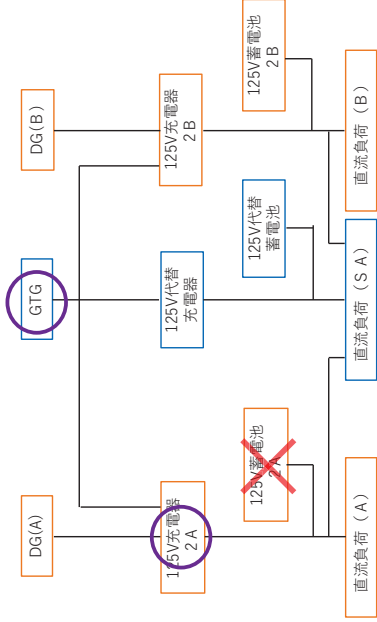 DG(A)
GTG
DG(B)
125V充電器
2A
125V代替
充電器
125V充電器
2B
125V蓄電池
2A
125V代替
蓄電池
125V蓄電池
2B
直流負荷(A)
直流負荷(SA)
直流負荷(B)